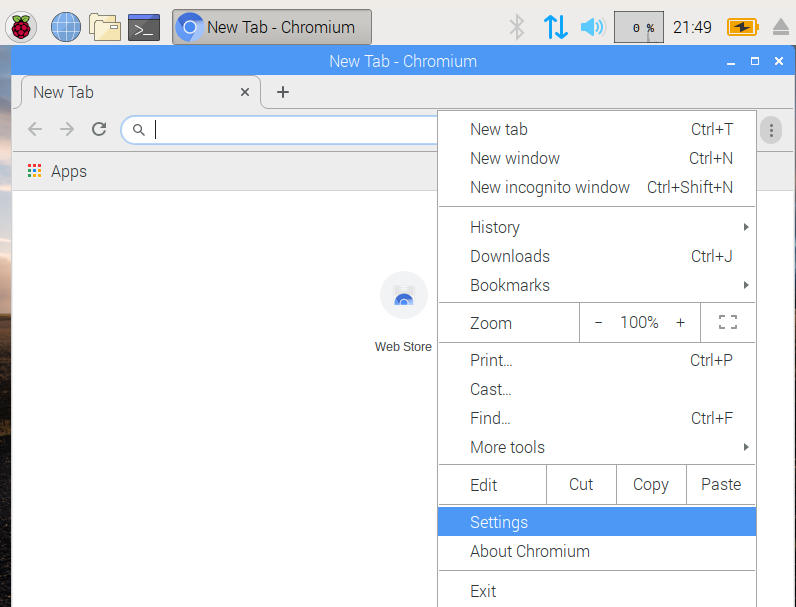 New Tab - Chromium
0 %
21:49
New Tab - Chromium
New Tab
Apps
Web Store
New tab Ctrl+T
New window Ctrl+N
New incognito window Ctrl+Shift+N
History
Downloads Ctrl+J
Bookmarks
Zoom - 100% +
Print... Ctrl+P
Cast...
Find... Ctrl+F
More tools
Edit Cut Copy Paste
Settings
About Chromium
Exit